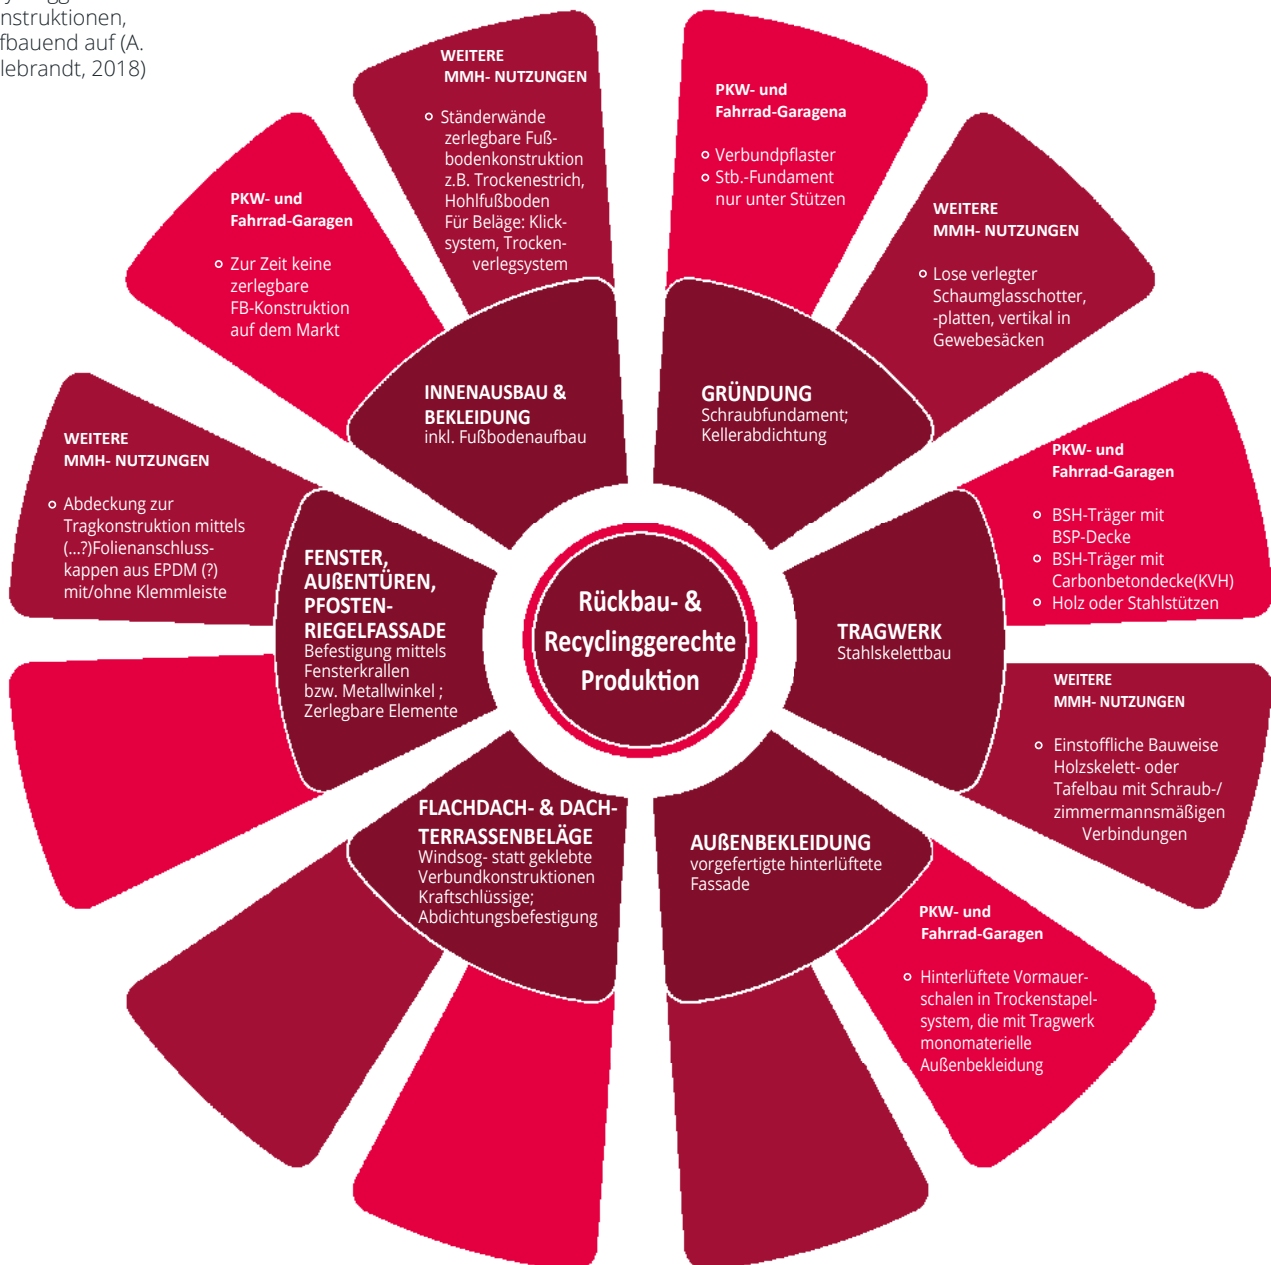 nstruktionen,
fbauend auf (A.
lebrandt, 2018)
WEITERE
MMH- NUTZUNGEN
Ständerwände
zerlegbare Fuß-
bodenkonstruktion
z.B. Trockenestrich,
Hohlfußboden
Für Beläge: Klick-
system, Trocken-
verlegsystem
PKW- und
Fahrrad-Garagena
Verbundpflaster
Stb.-Fundament
nur unter Stützen
PKW- und
Fahrrad-Garagen
Zur Zeit keine
zerlegbare
FB-Konstruktion
auf dem Markt
WEITERE
MMH- NUTZUNGEN
Lose verlegter
Schaumglasschotter,
-platten, vertikal in
Gewebesäcken
INNENAUSBAU &
BEKLEIDUNG
inkl. Fußbodenaufbau
GRÜNDUNG
Schraubfundament;
Kellerabdichtung
WEITERE
MMH- NUTZUNGEN
Abdeckung zur
Tragkonstruktion mittels
(...?)Folienanschluss-
kappen aus EPDM (?)
mit/ohne Klemmleiste
PKW- und
Fahrrad-Garagen
BSH-Träger mit
BSP-Decke
BSH-Träger mit
Carbonbetondecke(KVH)
Holz oder Stahlstützen
FENSTER,
AUßENTÜREN,
PFOSTEN-
RIEGELFASSADE
Befestigung mittels
Fensterkrallen
bzw. Metallwinkel ;
Zerlegbare Elemente
Rückbau- &
Recyclinggerechte
Produktion
TRAGWERK
Stahlskelettbau
WEITERE
MMH- NUTZUNGEN
Einstoffliche Bauweise
Holzskelett- oder
Tafelbau mit Schraub-/
zimmermannsmäßigen
Verbindungen
FLACHDACH- & DACH-
TERRASSENBELÄGE
Windsog- statt geklebte
Verbundkonstruktionen
Kraftschlüssige;
Abdichtungsbefestigung
AUßENBEKLEIDUNG
vorgefertigte hinterlüftete
Fassade
PKW- und
Fahrrad-Garagen
Hinterlüftete Vormauer-
schalen in Trockenstapel-
system, die mit Tragwerk
monomaterielle
Außenbekleidung